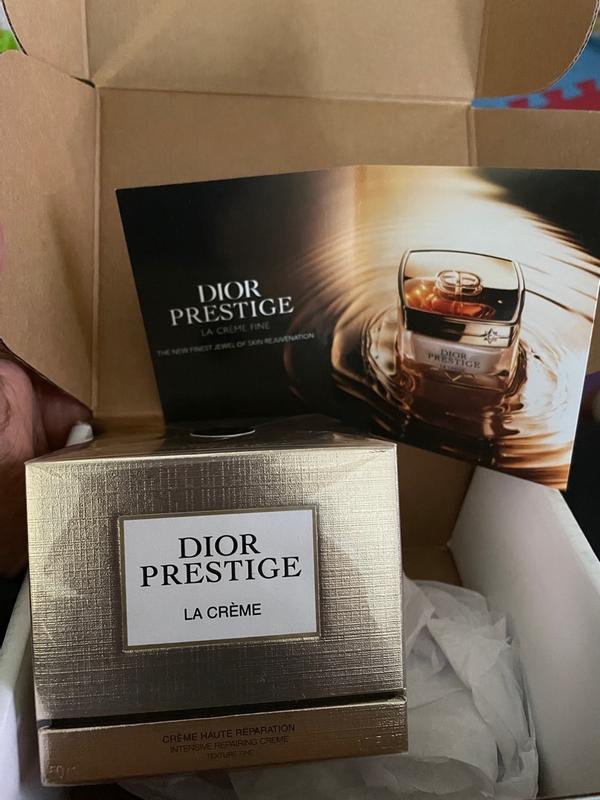 DIOR
PRESTIGE
LA CRÈME FINE
THE NEW FINEST JEWEL OF SKIN REJUVENATION
DIOR
PRESTIGE
DIOR
PRESTIGE
LA CRÈME
CRÈME HAUTE RÉPARATION
INTENSIVE REPAIRING CREME
TEXTURE FINE